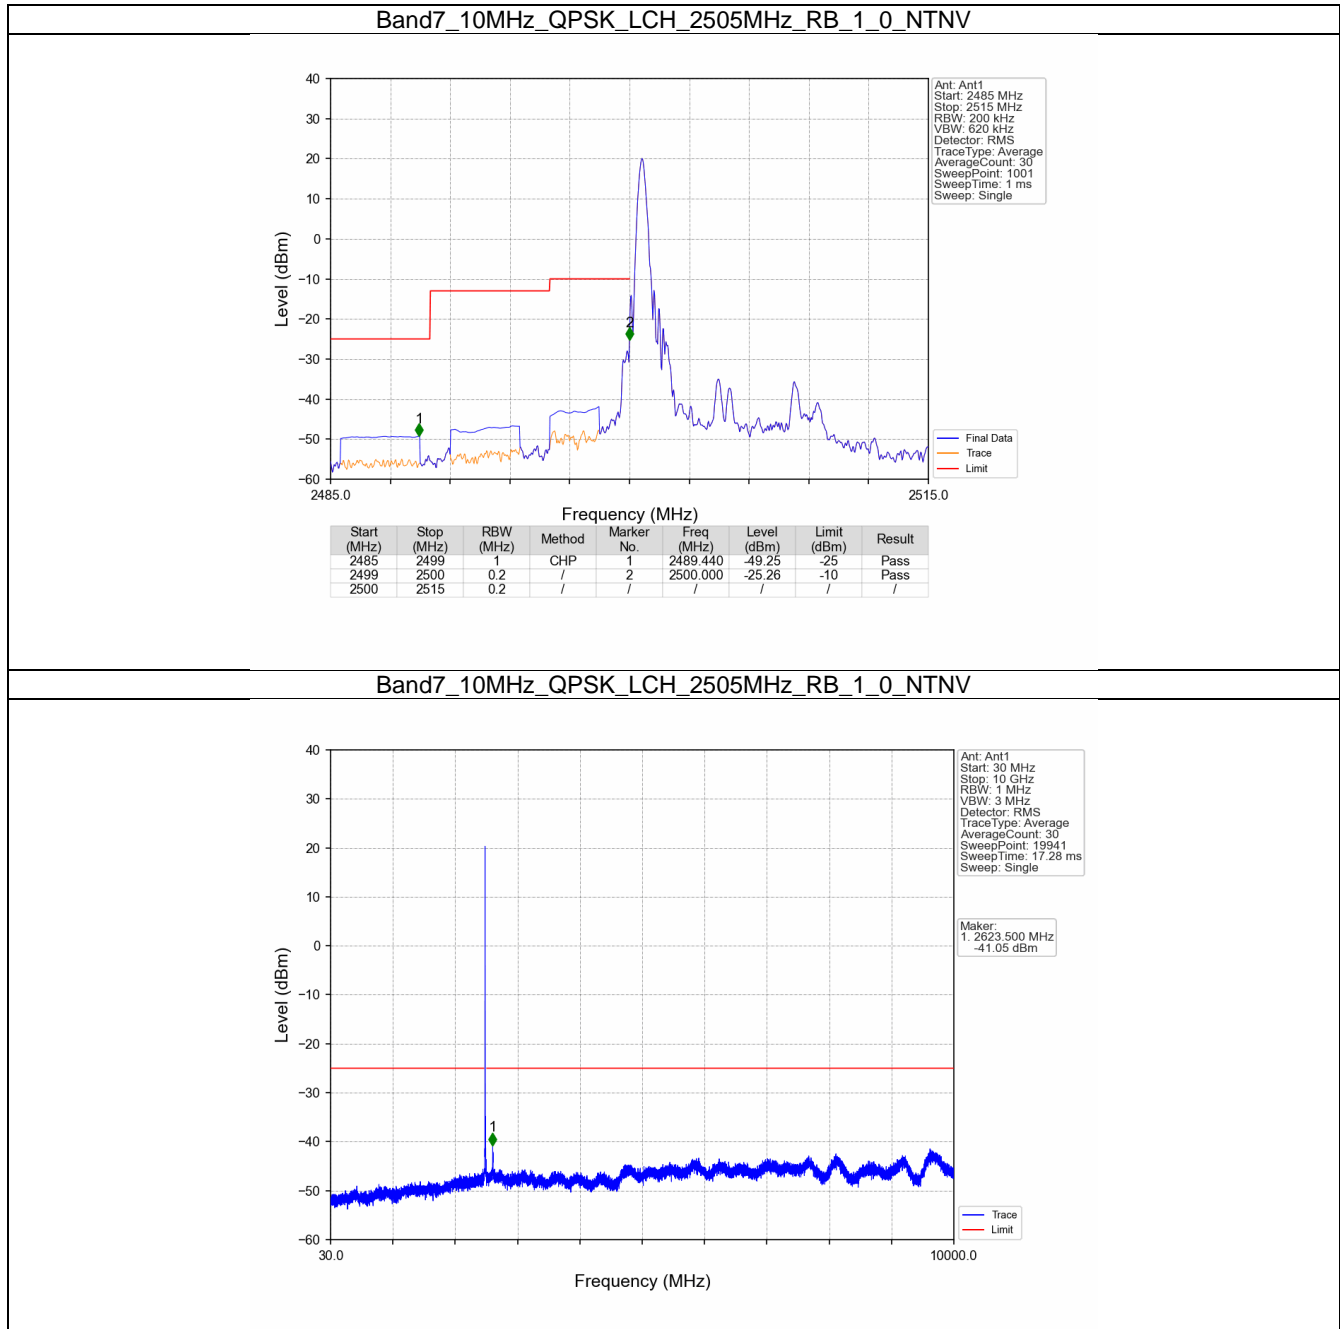 Band7_10MHz_QPSK_LCH_2505MHz_RB_1_0_NTNV
40
30
20
10
0
−10
−20
−30
−40
−50
−60
Level (dBm)
1
2
2485.0
2515.0
Frequency (MHz)
Ant: Ant1
Start: 2485 MHz
Stop: 2515 MHz
RBW: 200 kHz
VBW: 620 kHz
Detector: RMS
TraceType: Average
AverageCount: 30
SweepPoint: 1001
SweepTime: 1 ms
Sweep: Single
Final Data
Trace
Limit
Start (MHz) Stop (MHz) RBW (MHz) Method Marker No. Freq (MHz) Level (dBm) Limit (dBm) Result
2485 2499 1 CHP 1 2489.440 -49.25 -25 Pass
2499 2500 0.2 / 2 2500.000 -25.26 -10 Pass
2500 2515 0.2 / / / / / /
Band7_10MHz_QPSK_LCH_2505MHz_RB_1_0_NTNV
40
30
20
10
0
−10
−20
−30
−40
−50
−60
Level (dBm)
1
30.0
10000.0
Frequency (MHz)
Ant: Ant1
Start: 30 MHz
Stop: 10 GHz
RBW: 1 MHz
VBW: 3 MHz
Detector: RMS
TraceType: Average
AverageCount: 30
SweepPoint: 19941
SweepTime: 17.28 ms
Sweep: Single
Maker:
1. 2623.500 MHz
-41.05 dBm
Trace
Limit